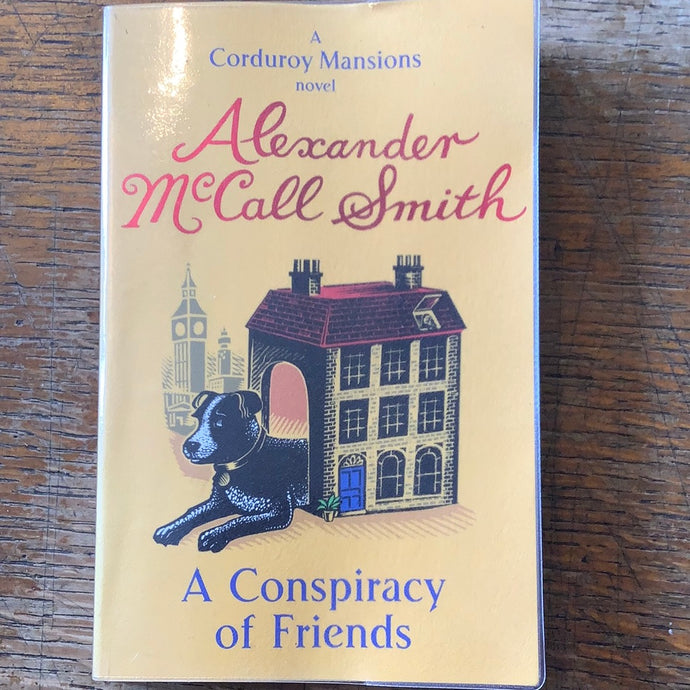 A
Corduroy Mansions
novel
Alexander
McCall Smith
A Conspiracy
of Friends